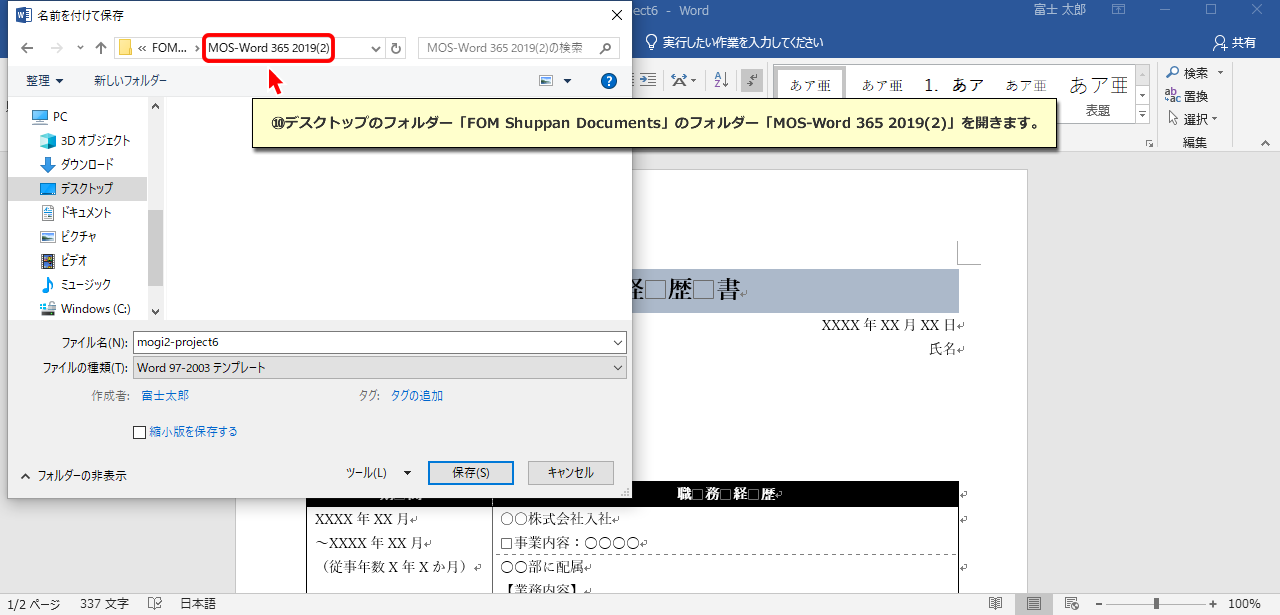 名前を付けて保存
ect6 - Word
富士 太郎
« FOM... › MOS-Word 365 2019(2)
MOS-Word 365 2019(2)の検索
実行したい作業を入力してください
共有
整理
新しいフォルダー
あア亜
あア亜
1. あア
あア亜
あア亜
表題
検索
置換
選択
編集
⑩デスクトップのフォルダー「FOM Shuppan Documents」のフォルダー「MOS-Word 365 2019(2)」を開きます。
PC
3D オブジェクト
ダウンロード
デスクトップ
ドキュメント
ピクチャ
ビデオ
ミュージック
Windows (C:)
ファイル名(N): mogi2-project6
ファイルの種類(T): Word 97-2003 テンプレート
作成者: 富士太郎
タグ: タグの追加
縮小版を保存する
フォルダーの非表示
ツール(L)
保存(S)
キャンセル
経□歴□書
XXXX 年 XX 月 XX 日
氏名
職□務□経□歴
XXXX 年 XX 月
～XXXX 年 XX 月
（従事年数 X 年 X か月）
○○株式会社入社
□事業内容：○○○○
○○部に配属
【業務内容】
1/2 ページ
337 文字
日本語
100%